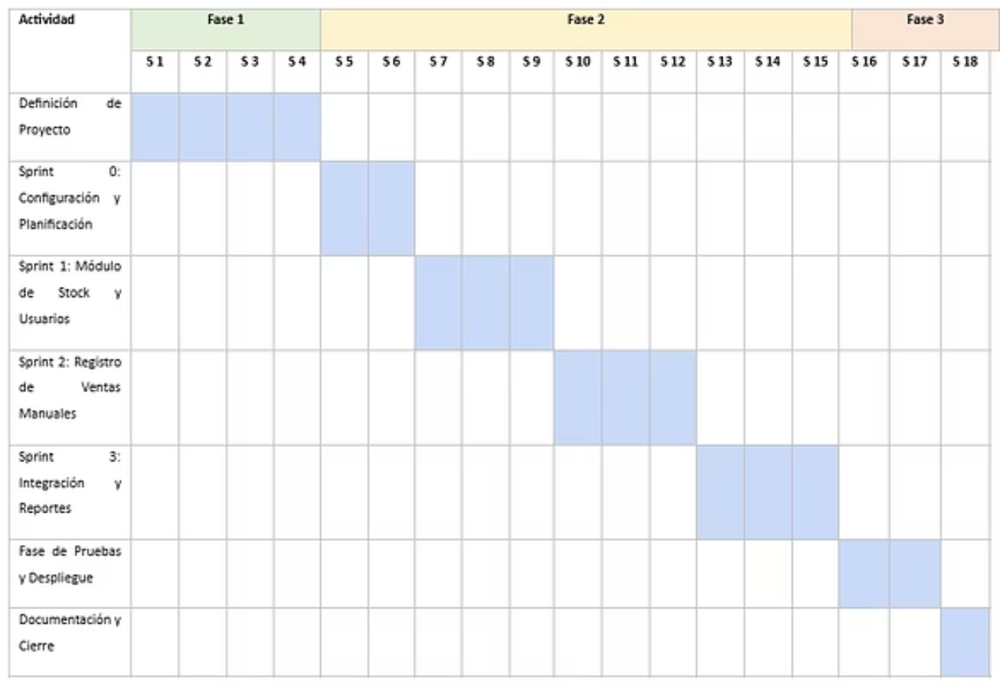 Actividad Fase 1 Fase 2 Fase 3
S 1 S 2 S 3 S 4 S 5 S 6 S 7 S 8 S 9 S 10 S 11 S 12 S 13 S 14 S 15 S 16 S 17 S 18
Definición de
Proyecto
Sprint 0:
Configuración y
Planificación
Sprint 1: Módulo
de Stock y
Usuarios
Sprint 2: Registro
de Ventas
Manuales
Sprint 3:
Integración y
Reportes
Fase de Pruebas
y Despliegue
Documentación y
Cierre